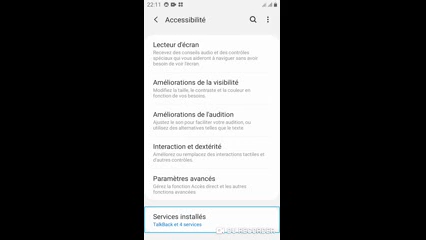 22:11
Accessibilité
Lecteur d'écran
Recevez des conseils audio et des contrôles
spéciaux qui vous aideront à naviguer sans avoir
besoin de voir l'écran.
Améliorations de la visibilité
Modifiez la taille, le contraste et la couleur en
fonction de vos besoins.
Améliorations de l'audition
Ajustez le son pour faciliter votre audition, ou
utilisez des alternatives telles que le texte
Interaction et dextérité
Améliorez ou remplacez des interactions tactiles et
d'autres contrôles.
Paramètres avancés
Gérez la fonction Accès direct et les autres
fonctions avancées
Services installés
TalkBack et 4 services